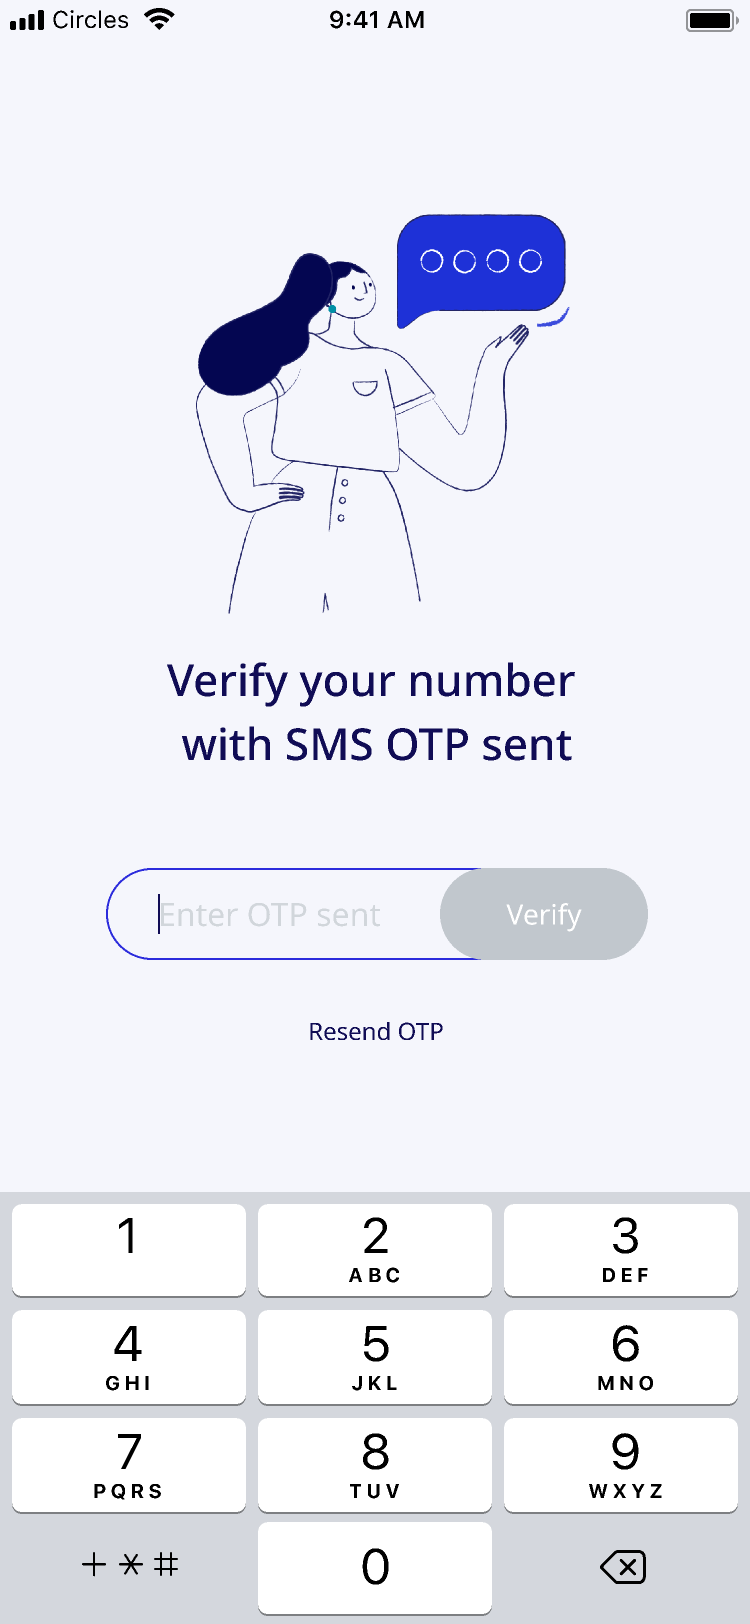 Circles 9:41 AM
Verify your number
with SMS OTP sent
Enter OTP sent Verify
Resend OTP
1 2 3
ABC DEF
4 5 6
GHI JKL MNO
7 8 9
PQRS TUV WXYZ
+ * # 0